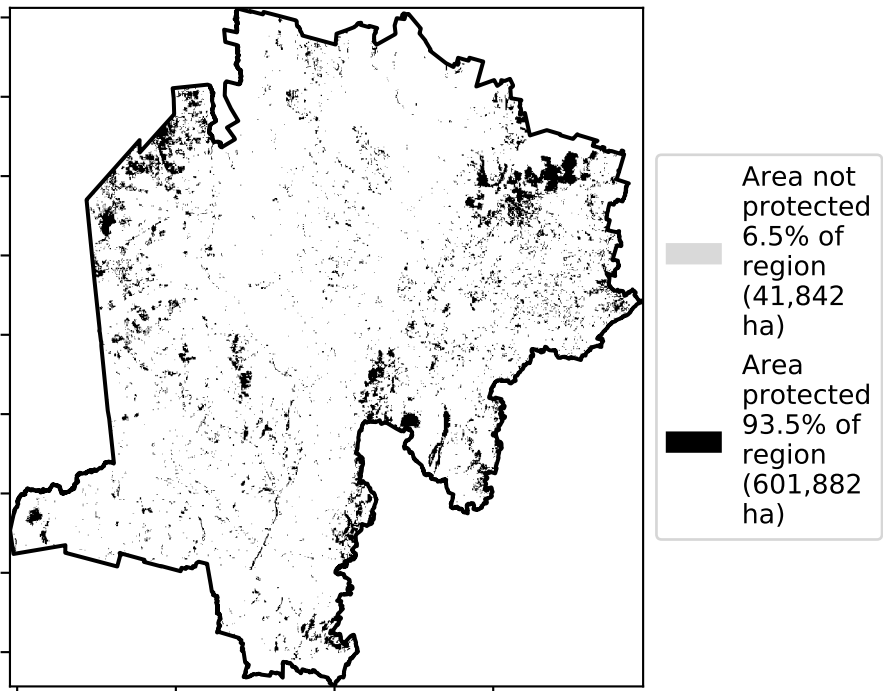 Area not
protected
6.5% of
region
(41,842
ha)
Area
protected
93.5% of
region
(601,882
ha)